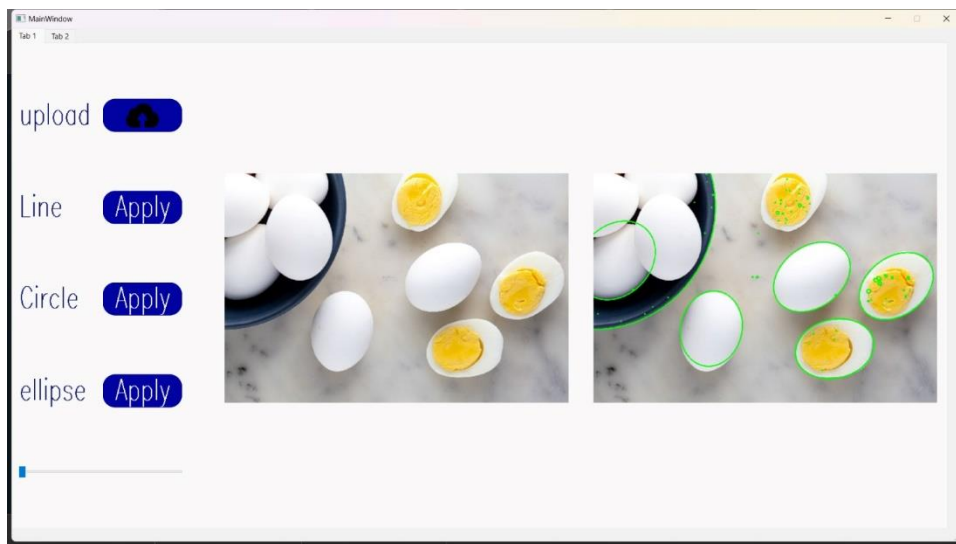 MainWindow
Tab 1 Tab 2
upload
Line Apply
Circle Apply
ellipse Apply